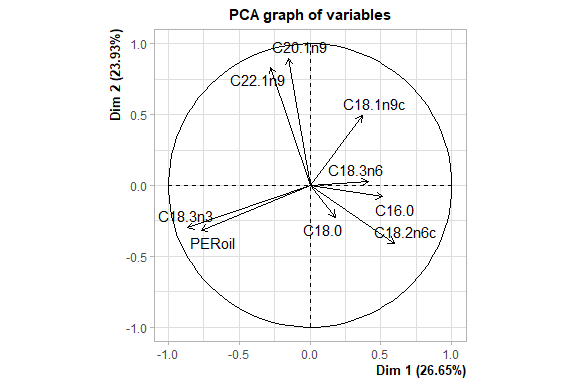 PCA graph of variables
Dim 2 (23.93%)
1.0
0.5
0.0
-0.5
-1.0
C20.1n9
C22.1n9
C18.1n9c
C18.3n6
C16.0
C18.3n3
C18.0
C18.2n6c
PERoil
-1.0
-0.5
0.0
0.5
1.0
Dim 1 (26.65%)